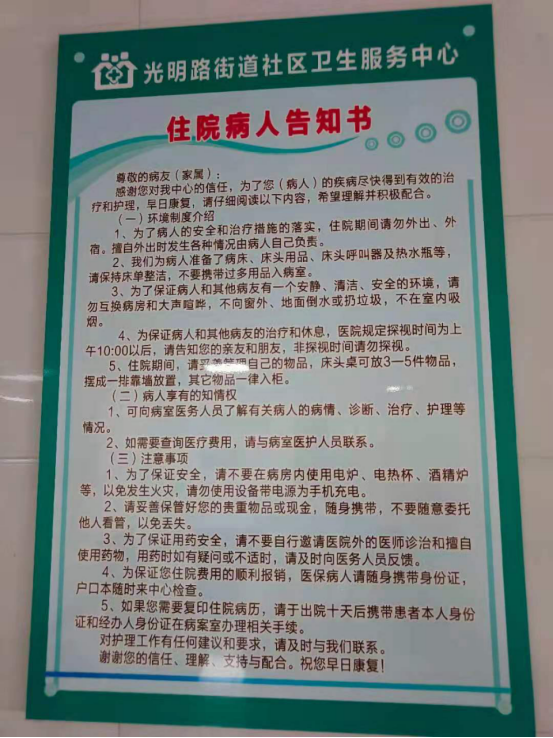 光明路街道社区卫生服务中心
住院病人告知书
尊敬的病友（家属）：
感谢您对我中心的信任，为了您（病人）的疾病尽快得到有效的治
疗和护理，早日康复，请仔细阅读以下内容，希望理解并积极配合。
（一）环境制度介绍
1、为了病人的安全和治疗措施的落实，住院期间请勿外出、外
宿。擅自外出时发生各种情况由病人自己负责。
2、我们为病人准备了病床、床头用品、床头呼叫器及热水瓶等，
请保持床单整洁，不要携带过多用品入病室。
3、为了保证病人和其他病友有一个安静、清洁、安全的环境，请
勿互换病房和大声喧哗，不向窗外、地面倒水或扔垃圾，不在室内吸
烟。
4、为保证病人和其他病友的治疗和休息，医院规定探视时间为上
午10:00以后，请告知您的亲友和朋友，非探视时间请勿探视。
5、住院期间，请妥善管理自己的物品，床头桌可放3—5件物品，
摆成一排靠墙放置，其它物品一律入柜。
（二）病人享有的知情权
1、可向病室医务人员了解有关病人的病情、诊断、治疗、护理等
情况。
2、如需要查询医疗费用，请与病室医护人员联系。
（三）注意事项
1、为了保证安全，请不要在病房内使用电炉、电热杯、酒精炉
等，以免发生火灾，请勿使用设备带电源为手机充电。
2、请妥善保管好您的贵重物品或现金，随身携带，不要随意委托
他人看管，以免丢失。
3、为了保证用药安全，请不要自行邀请医院外的医师诊治和擅自
使用药物，用药时如有疑问或不适时，请及时向医务人员反馈。
4、为保证您住院费用的顺利报销，医保病人请随身携带身份证，
户口本随时来中心检查。
5、如果您需要复印住院病历，请于出院十天后携带患者本人身份
证和经办人身份证在病案室办理相关手续。
对护理工作有任何建议和要求，请及时与我们联系。
谢谢您的信任、理解、支持与配合。祝您早日康复！